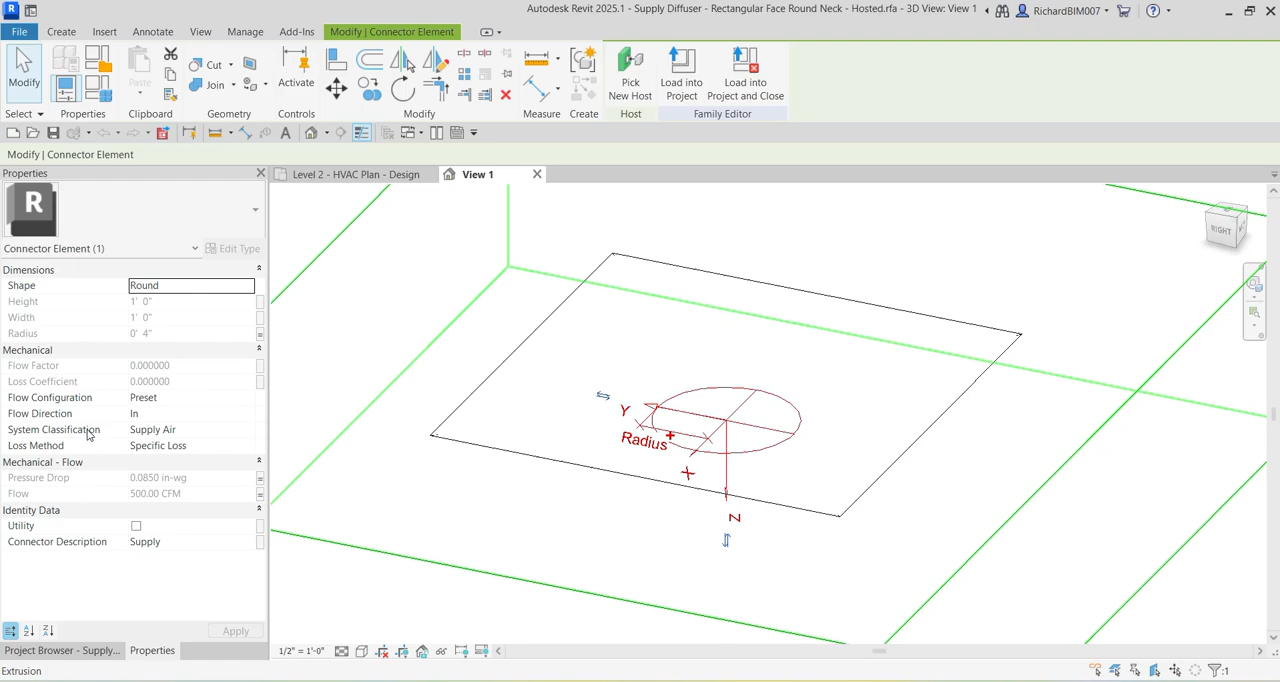 Autodesk Revit 2025.1 - Supply Diffuser - Rectangular Face Round Neck - Hosted.rfa - 3D View: View 1
RichardBIM007
File Create Insert Annotate View Manage Add-Ins Modify | Connector Element
Modify Paste Cut Join Activate Pick New Host Load into Project Load into Project and Close
Select Properties Clipboard Geometry Controls Modify Measure Create Host Family Editor
Modify | Connector Element
Properties
Level 2 - HVAC Plan - Design
View 1
R
Connector Element (1)
Edit Type
Dimensions
Shape Round
Height 1' 0"
Width 1' 0"
Radius 0' 4"
Mechanical
Flow Factor 0.000000
Loss Coefficient 0.000000
Flow Configuration Preset
Flow Direction In
System Classification Supply Air
Loss Method Specific Loss
Mechanical - Flow
Pressure Drop 0.0850 in-wg
Flow 500.00 CFM
Identity Data
Utility
Connector Description Supply
Apply
RIGHT
Y
Radius
X
Z
Project Browser - Supply...
Properties
1/2" = 1'-0"
Extrusion
:1